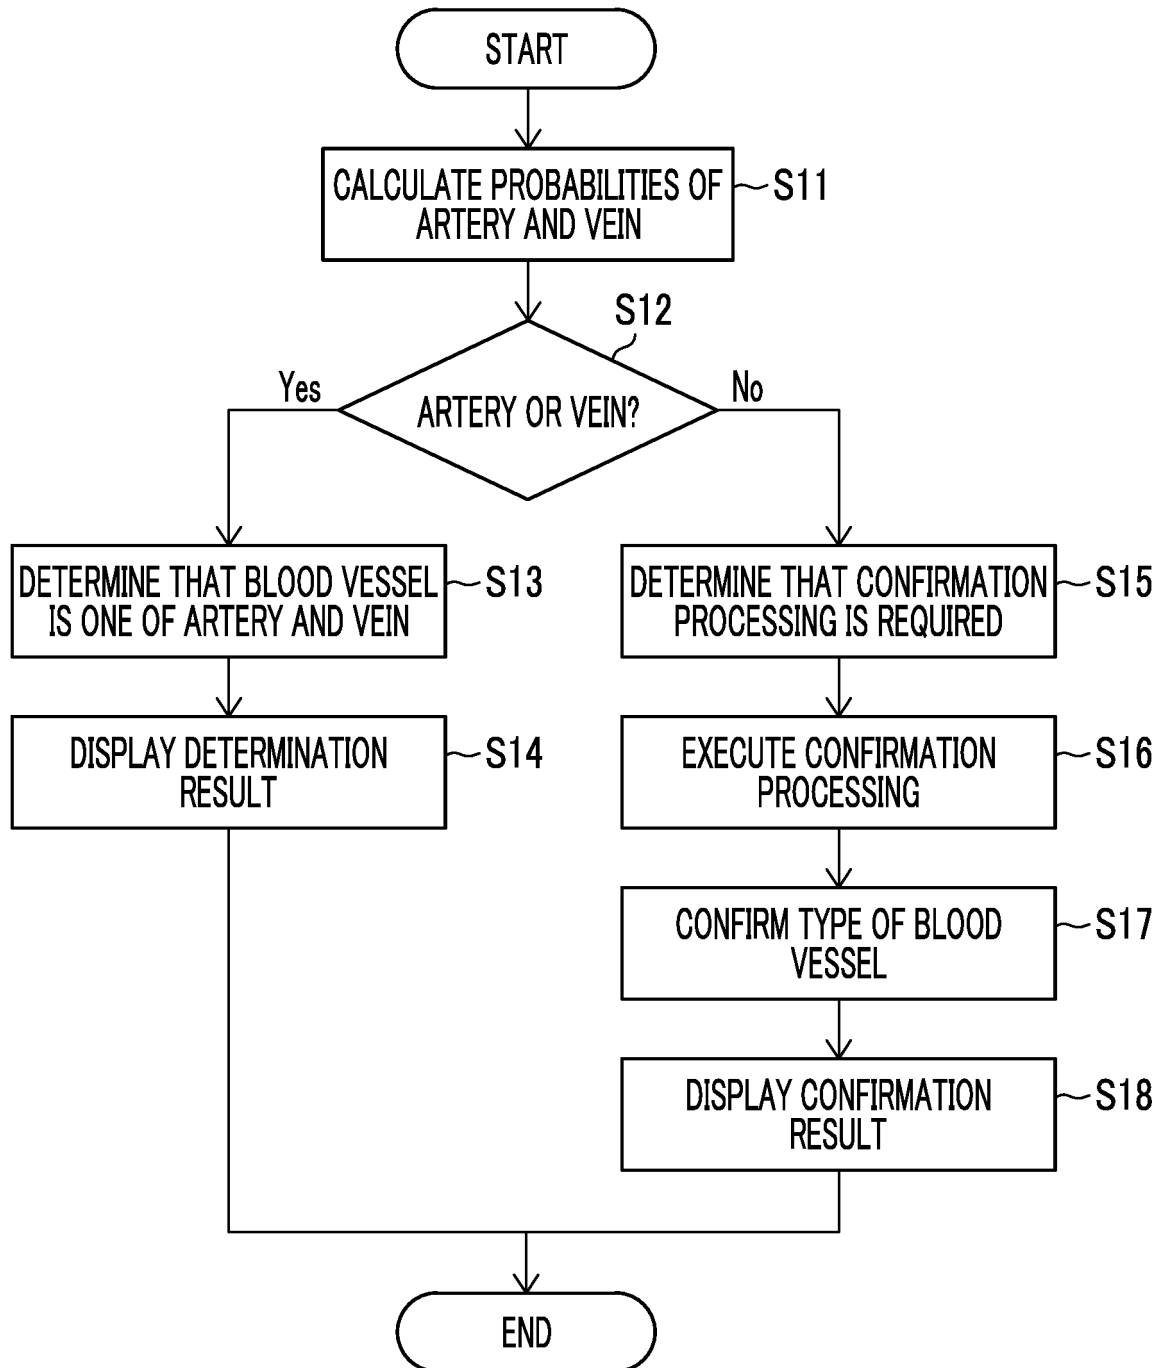 START
CALCULATE PROBABILITIES OF
ARTERY AND VEIN
S11
S12
ARTERY OR VEIN?
Yes
No
DETERMINE THAT BLOOD VESSEL
IS ONE OF ARTERY AND VEIN
S13
DISPLAY DETERMINATION
RESULT
S14
DETERMINE THAT CONFIRMATION
PROCESSING IS REQUIRED
S15
EXECUTE CONFIRMATION
PROCESSING
S16
CONFIRM TYPE OF BLOOD
VESSEL
S17
DISPLAY CONFIRMATION
RESULT
S18
END